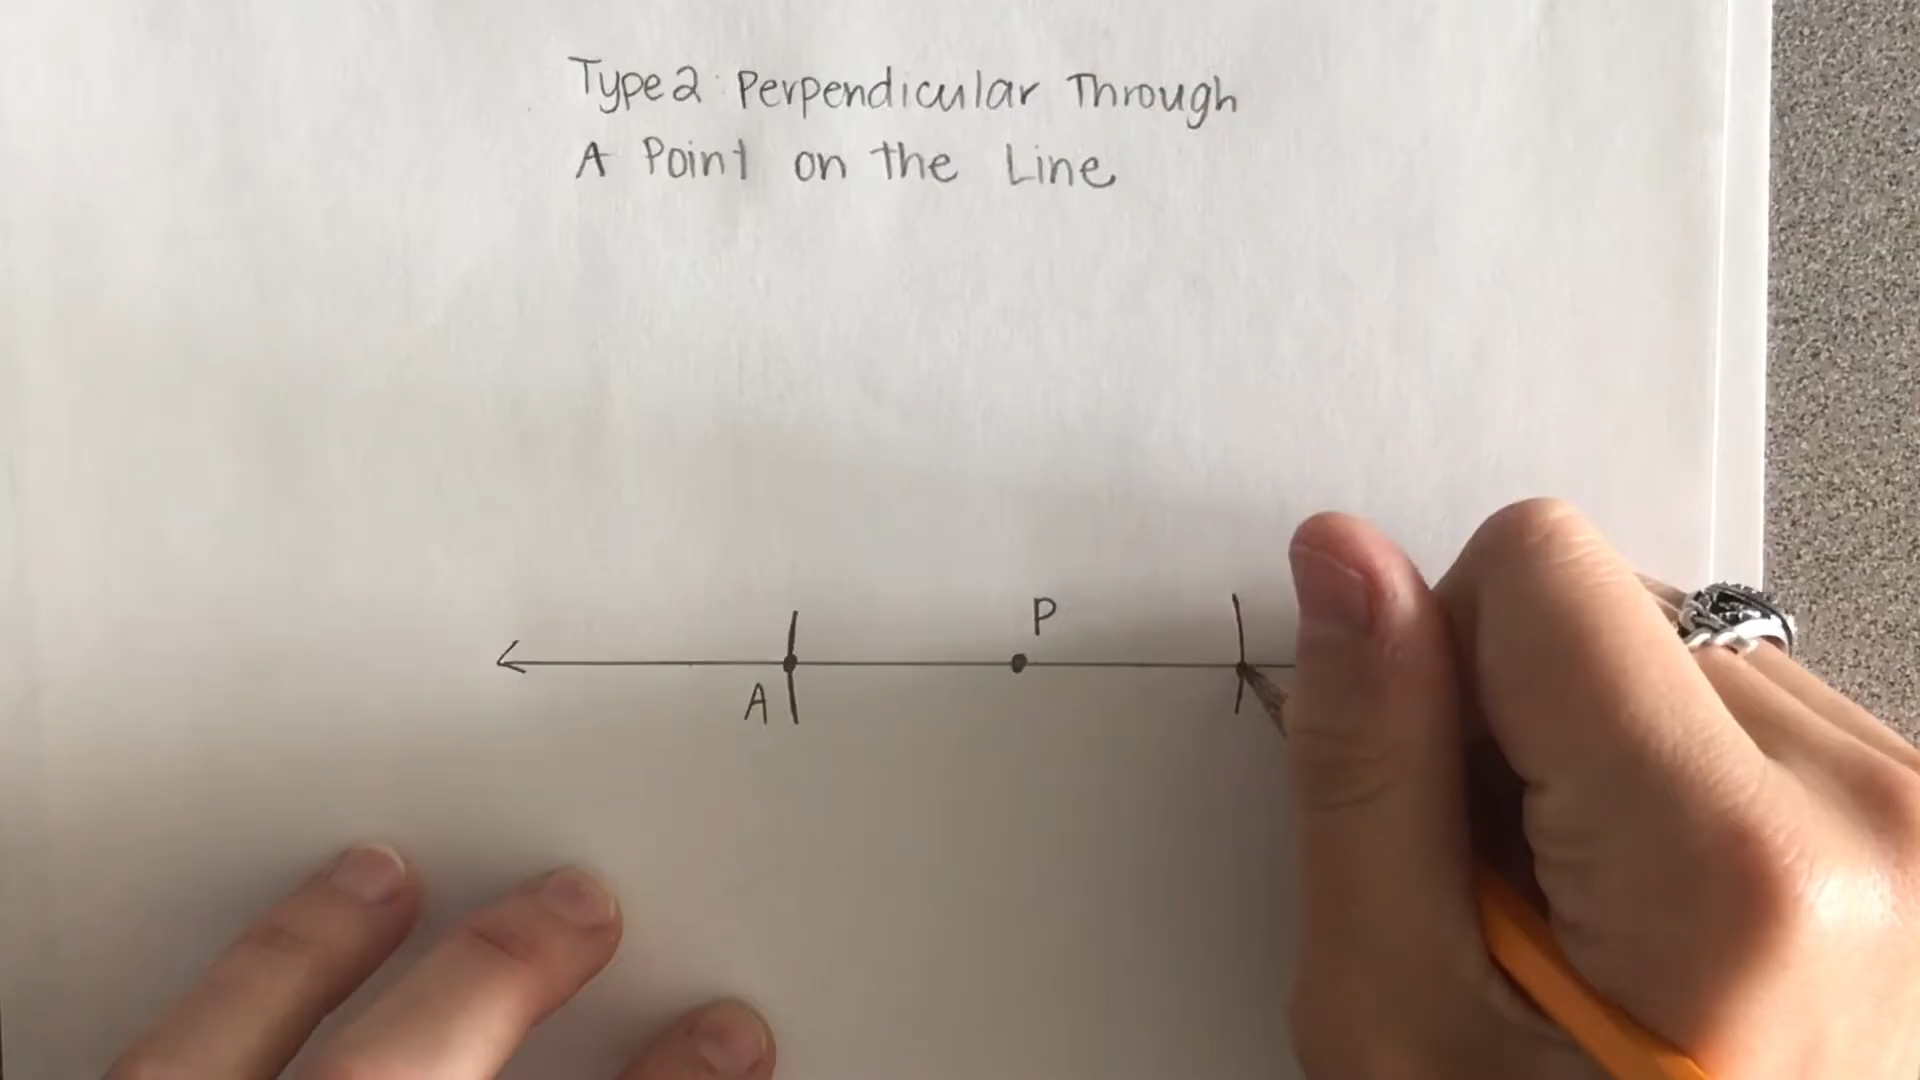 Type 2: Perpendicular Through
A Point on the Line
P
A